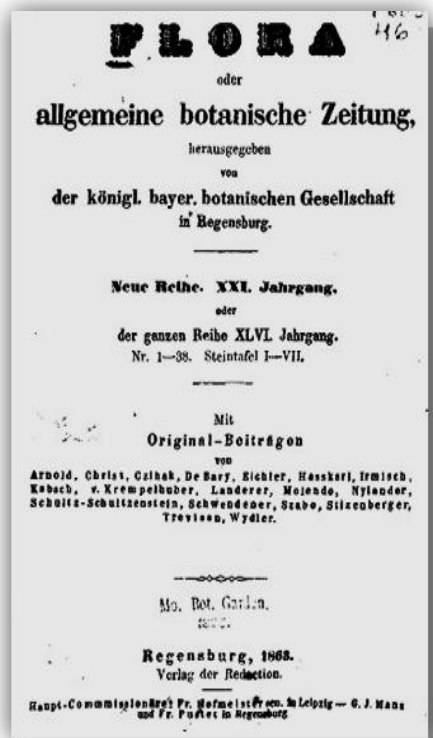 46
FLORA
oder
allgemeine botanische Zeitung,
herausgegeben
von
der königl. bayer. botanischen Gesellschaft
in Regensburg.
Neue Reihe. XXI. Jahrgang.
oder
der ganzen Reihe XLVI. Jahrgang.
Nr. 1—38. Steintafel I—VII.
Mit
Original-Beiträgen
von
Arnold, Christ, Czihak, De Bary, Eichler, Hasskarl, Irmisch,
Kabsch, v. Krempelhuber, Landerer, Molendo, Nylander,
Schultz-Schultzenstein, Schwendener, Szabo, Stizenberger,
Trevisan, Wydler.
Mo. Bot. Garden,
Regensburg, 1863.
Verlag der Redaction.
Haupt-Commmissionäre: Fr. Hofmeister in Leipzig — G. J. Manz
und Fr. Pustet in Regensburg